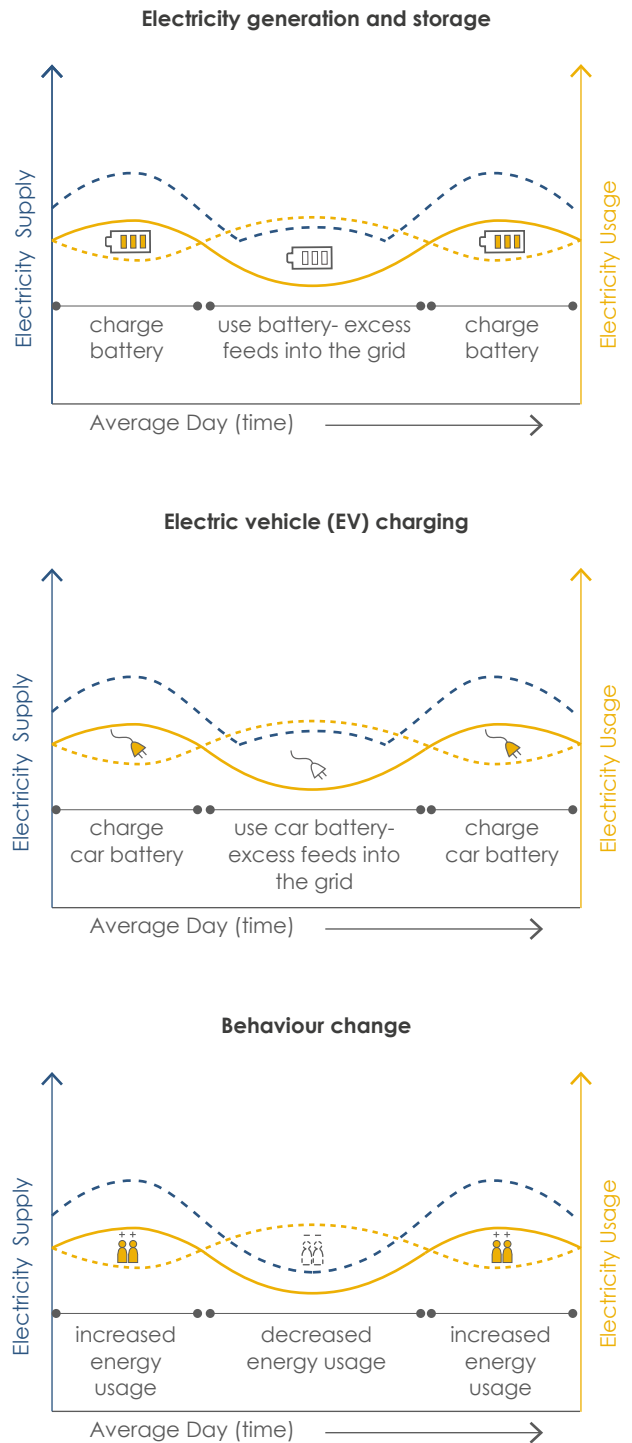 Electricity generation and storage
Electricity Supply
Electricity Usage
charge
battery
use battery- excess
feeds into the grid
charge
battery
Average Day (time)
Electric vehicle (EV) charging
Electricity Supply
Electricity Usage
charge
car battery
use car battery-
excess feeds into
the grid
charge
car battery
Average Day (time)
Behaviour change
Electricity Supply
Electricity Usage
increased
energy
usage
decreased
energy usage
increased
energy
usage
Average Day (time)